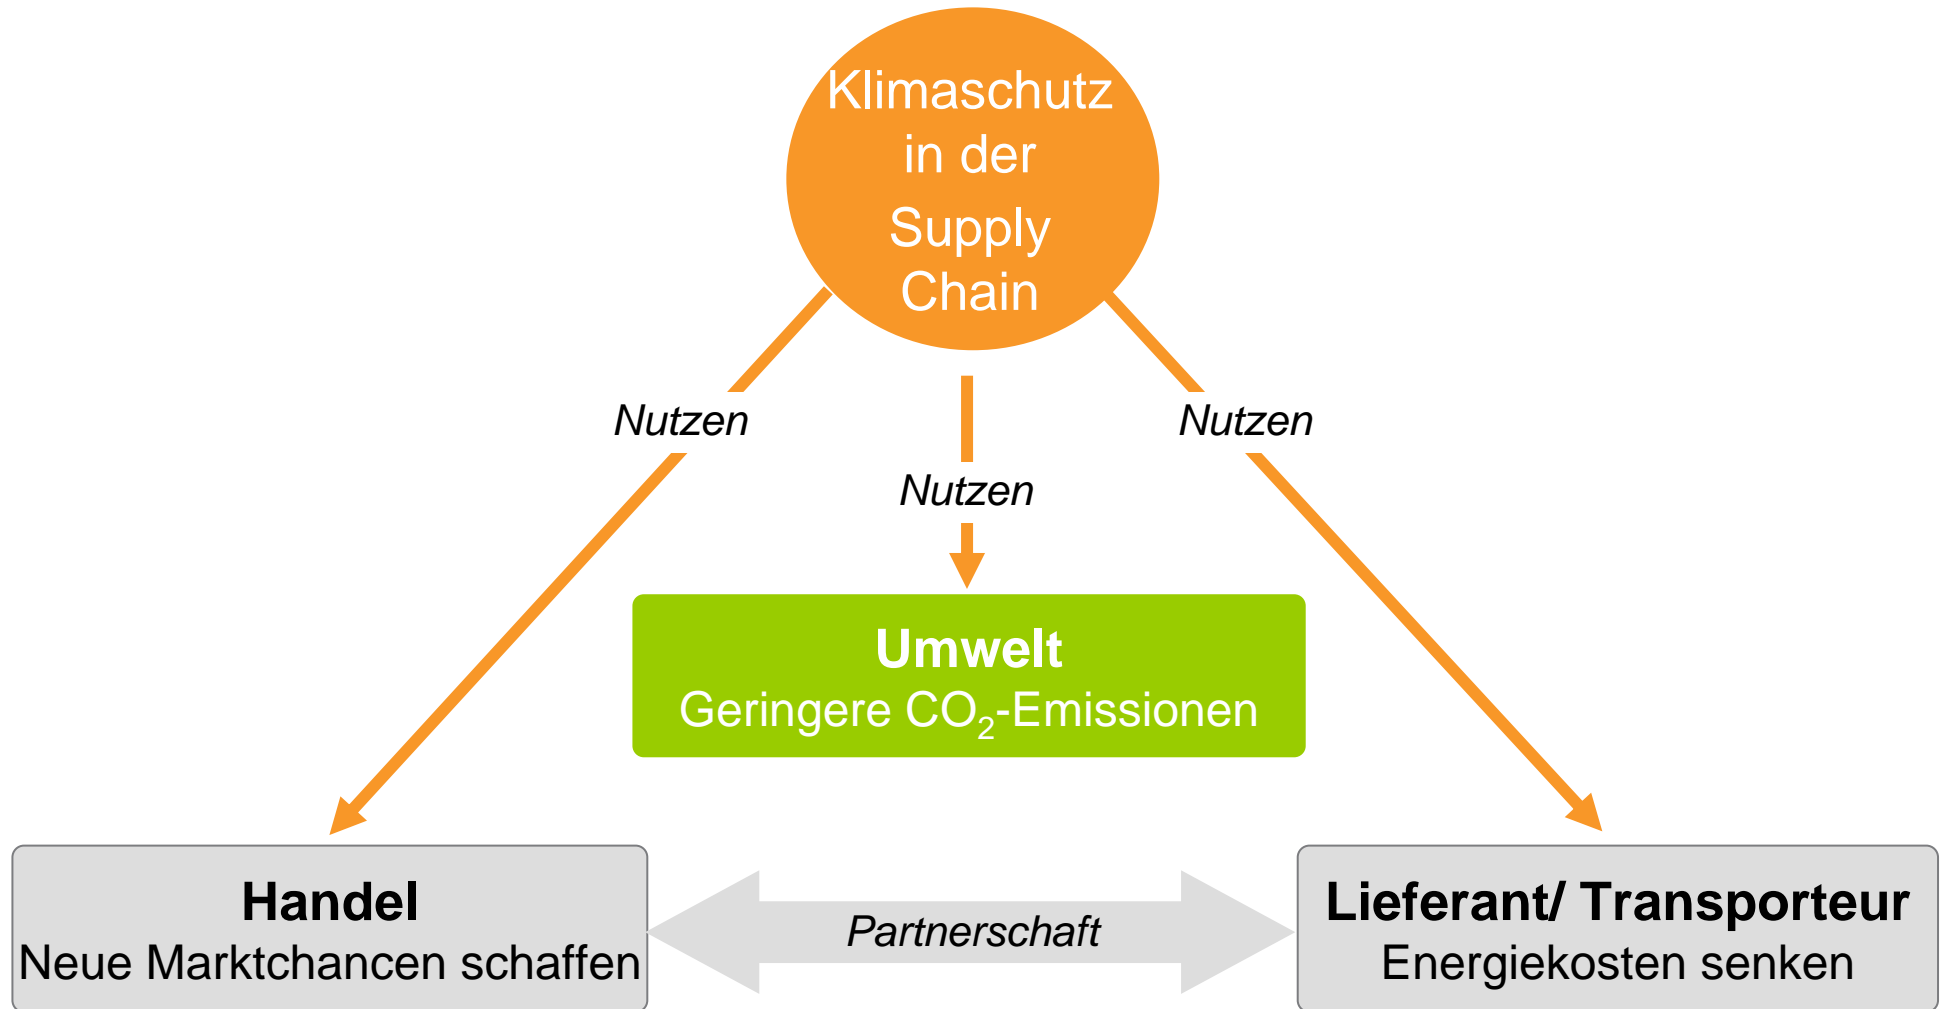 Klimaschutz
in der
Supply
Chain
Nutzen
Nutzen
Nutzen
Umwelt
Geringere CO₂-Emissionen
Handel
Neue Marktchancen schaffen
Partnerschaft
Lieferant/ Transporteur
Energiekosten senken